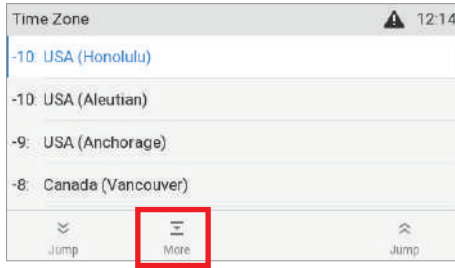 Time Zone 12:14
-10: USA (Honolulu)
-10: USA (Aleutian)
-9: USA (Anchorage)
-8: Canada (Vancouver)
Jump More Jump